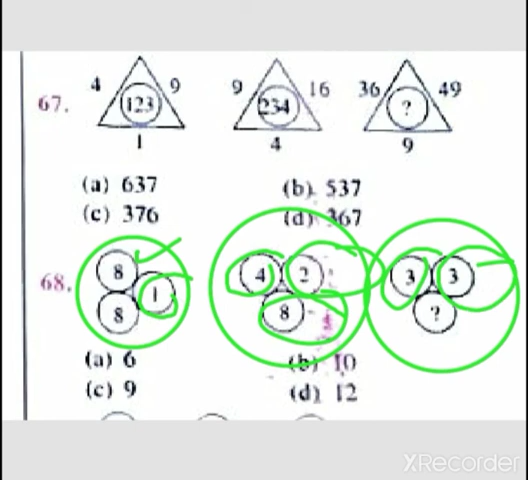 67. 4 9 9 16 36 49
123 234 ?
1 4 9
(a) 637 (b) 537
(c) 376 (d) 367
68. 8 1 8 4 2 8 3 3 ?
(a) 6 (b) 10
(c) 9 (d) 12
XRecorder